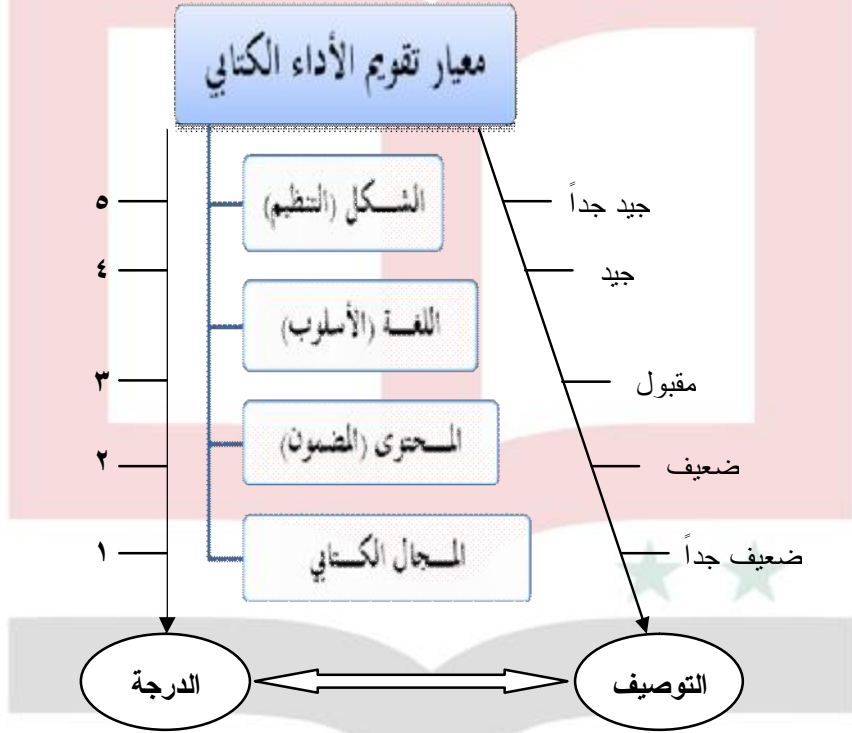 معيار تقويم الأداء الكتابي
الشكل (التنظيم)
اللغة (الأسلوب)
المحتوى (المضمون)
المجال الكتابي
جيد جداً
جيد
مقبول
ضعيف
ضعيف جداً
التوصيف
٥
٤
٣
٢
١
الدرجة